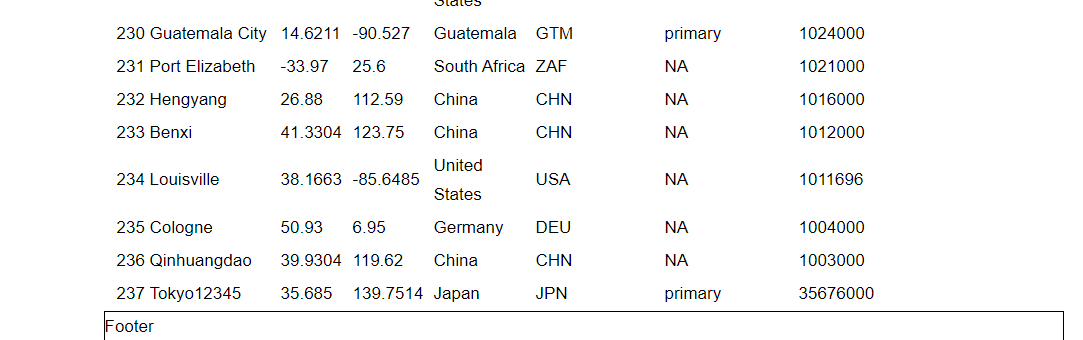 States
230 Guatemala City 14.6211 -90.527 Guatemala GTM primary 1024000
231 Port Elizabeth -33.97 25.6 South Africa ZAF NA 1021000
232 Hengyang 26.88 112.59 China CHN NA 1016000
233 Benxi 41.3304 123.75 China CHN NA 1012000
234 Louisville 38.1663 -85.6485 United States USA NA 1011696
235 Cologne 50.93 6.95 Germany DEU NA 1004000
236 Qinhuangdao 39.9304 119.62 China CHN NA 1003000
237 Tokyo12345 35.685 139.7514 Japan JPN primary 35676000
Footer